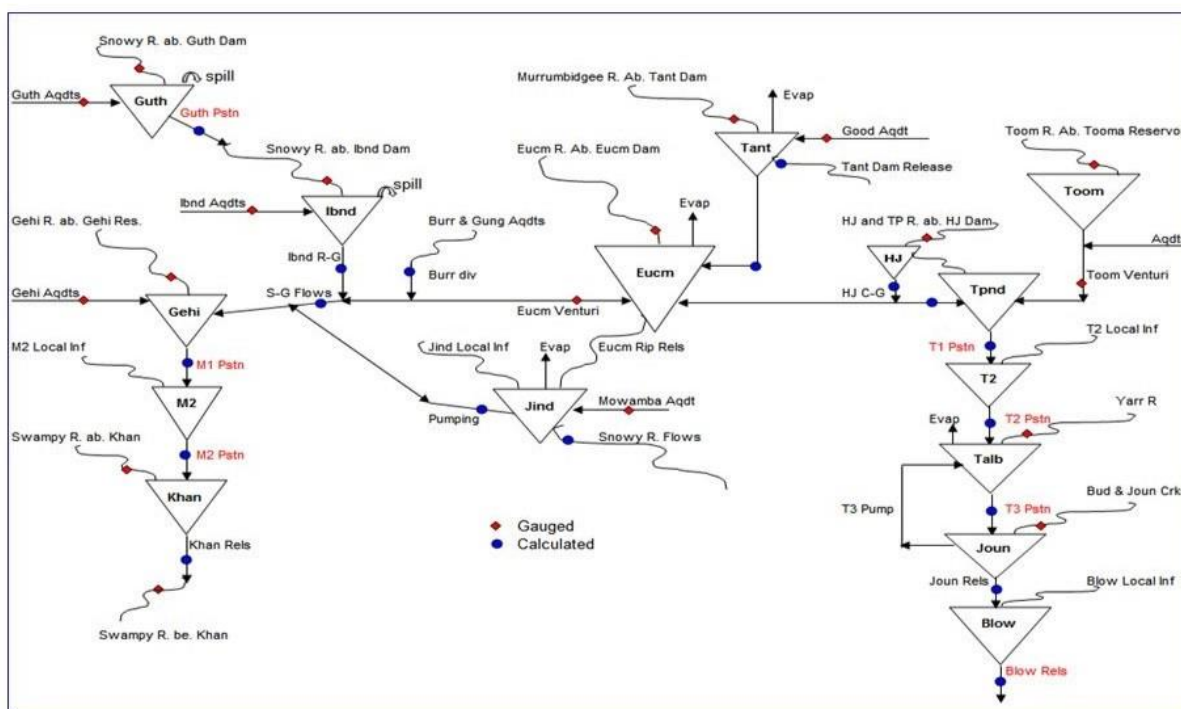 Snowy R. ab. Guth Dam
spill
Guth Aqdts
Guth
Guth Pstn
Murrumbidgee R. Ab. Tant Dam
Evap
Good Aqdt
Toom R. Ab. Tooma Reservo
Snowy R. ab. Ibnd Dam
spill
Eucm R. Ab. Eucm Dam
Tant
Tant Dam Release
Toom
Ibnd Aqdts
Ibnd
Gehi R. ab. Gehi Res.
Burr & Gung Aqdts
Evap
HJ and TP R. ab. HJ Dam
Aqdt
Ibnd R-G
Burr div
Eucm
HJ
Toom Venturi
Gehi Aqdts
S-G Flows
Gehi
Eucm Venturi
HJ C-G
Tpnd
M2 Local Inf
M1 Pstn
Jind Local Inf
Evap
Eucm Rip Rels
T1 Pstn
T2 Local Inf
M2
T2
Jind
Mowamba Aqdt
Pumping
Snowy R. Flows
Evap
T2 Pstn
Yarr R
Swampy R. ab. Khan
M2 Pstn
Talb
Khan
T3 Pump
T3 Pstn
Bud & Joun Crk
Gauged
Calculated
Khan Rels
Joun
Joun Rels
Blow Local Inf
Blow
Swampy R. be. Khan
Blow Rels